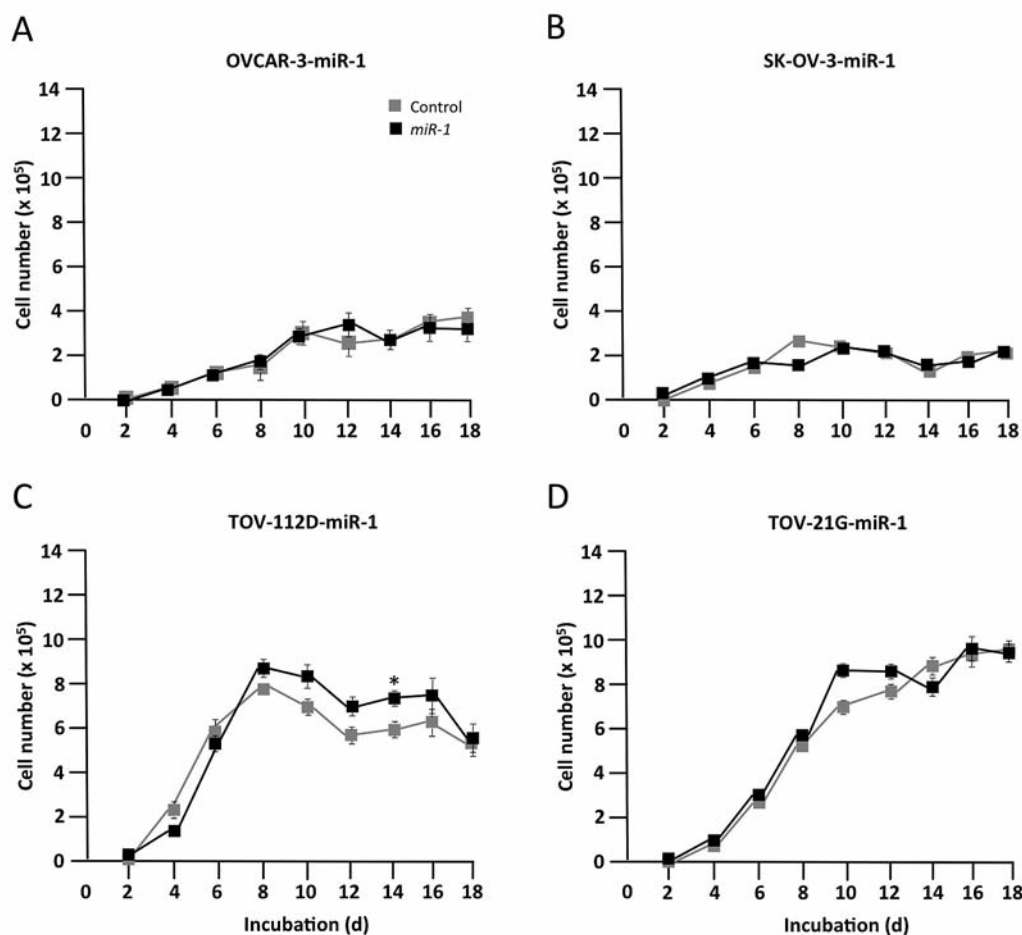 A
OVCAR-3-miR-1
14
12
10
8
6
4
2
0
Cell number (x 10⁵)
Control
miR-1
0 2 4 6 8 10 12 14 16 18
B
SK-OV-3-miR-1
14
12
10
8
6
4
2
0
Cell number (x 10⁵)
0 2 4 6 8 10 12 14 16 18
C
TOV-112D-miR-1
14
12
10
8
6
4
2
0
Cell number (x 10⁵)
*
0 2 4 6 8 10 12 14 16 18
Incubation (d)
D
TOV-21G-miR-1
14
12
10
8
6
4
2
0
Cell number (x 10⁵)
0 2 4 6 8 10 12 14 16 18
Incubation (d)